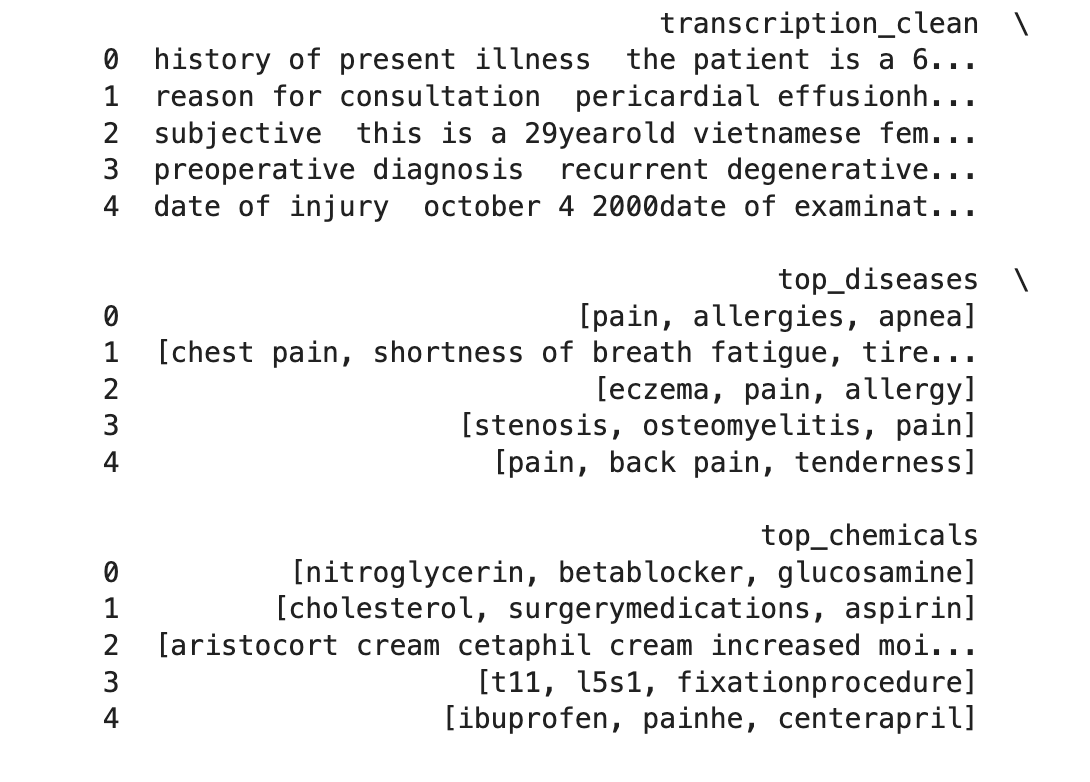 transcription_clean \
0 history of present illness  the patient is a 6...
1 reason for consultation  pericardial effusionh...
2 subjective  this is a 29yearold vietnamese fem...
3 preoperative diagnosis  recurrent degenerative...
4 date of injury  october 4 2000date of examinat...
top_diseases \
0 [pain, allergies, apnea]
1 [chest pain, shortness of breath fatigue, tire...
2 [eczema, pain, allergy]
3 [stenosis, osteomyelitis, pain]
4 [pain, back pain, tenderness]
top_chemicals
0 [nitroglycerin, betablocker, glucosamine]
1 [cholesterol, surgerymedications, aspirin]
2 [aristocort cream cetaphil cream increased moi...
3 [t11, l5s1, fixationprocedure]
4 [ibuprofen, painhe, centerapril]